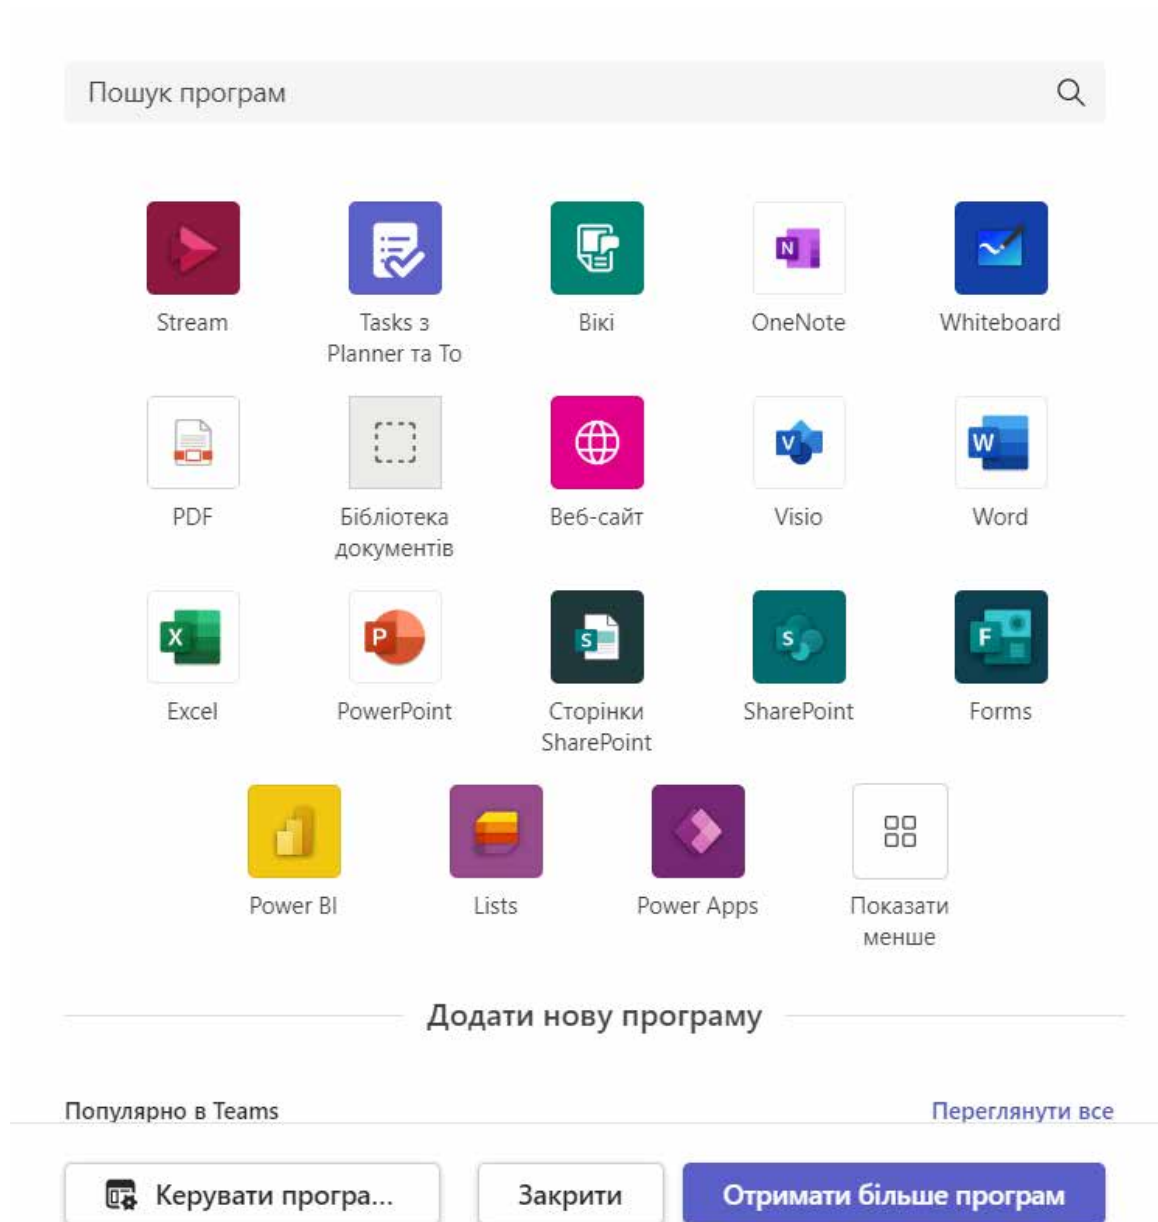 Пошук програм
Stream
Tasks з
Planner та To
Вікі
N
OneNote
Whiteboard
PDF
Бібліотека
документів
Веб-сайт
V
Visio
W
Word
X
Excel
P
PowerPoint
S
Сторінки
SharePoint
S
SharePoint
F
Forms
Power BI
Lists
Power Apps
Показати
менше
Додати нову програму
Популярно в Teams
Переглянути все
Керувати програ...
Закрити
Отримати більше програм